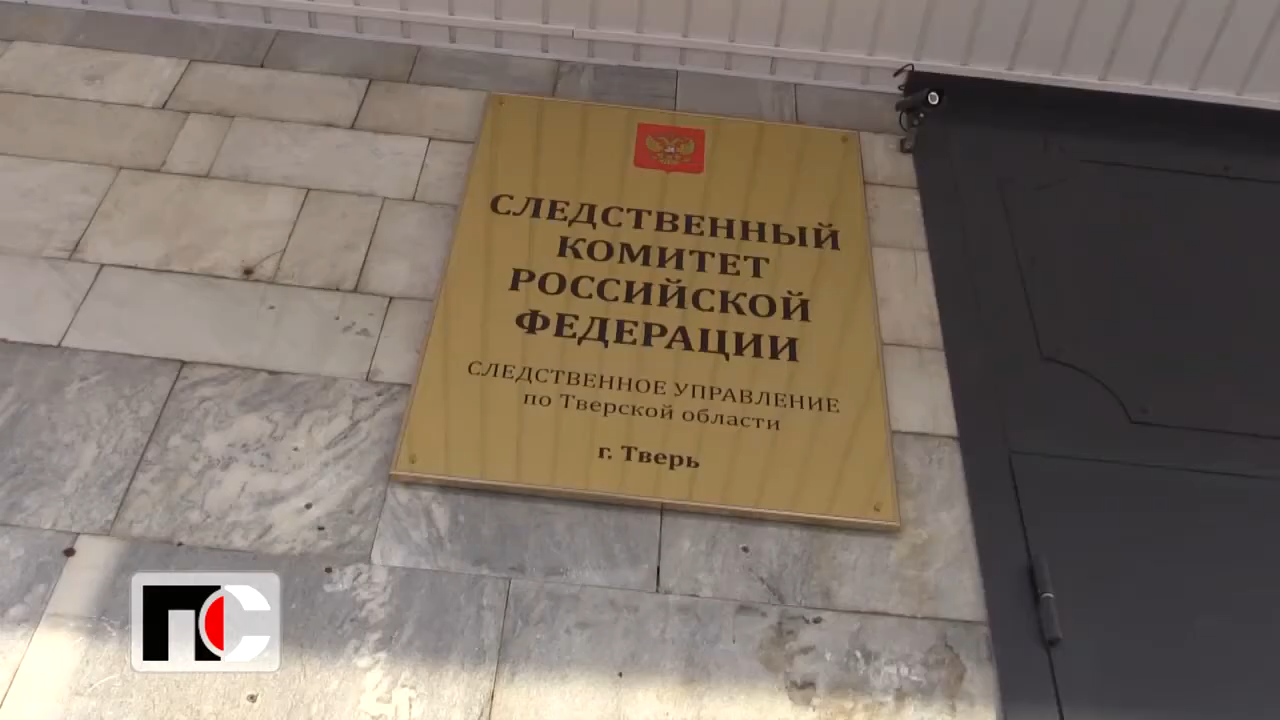 СЛЕДСТВЕННЫЙ
КОМИТЕТ
РОССИЙСКОЙ
ФЕДЕРАЦИИ
СЛЕДСТВЕННОЕ УПРАВЛЕНИЕ
по Тверской области
г. Тверь
ПС